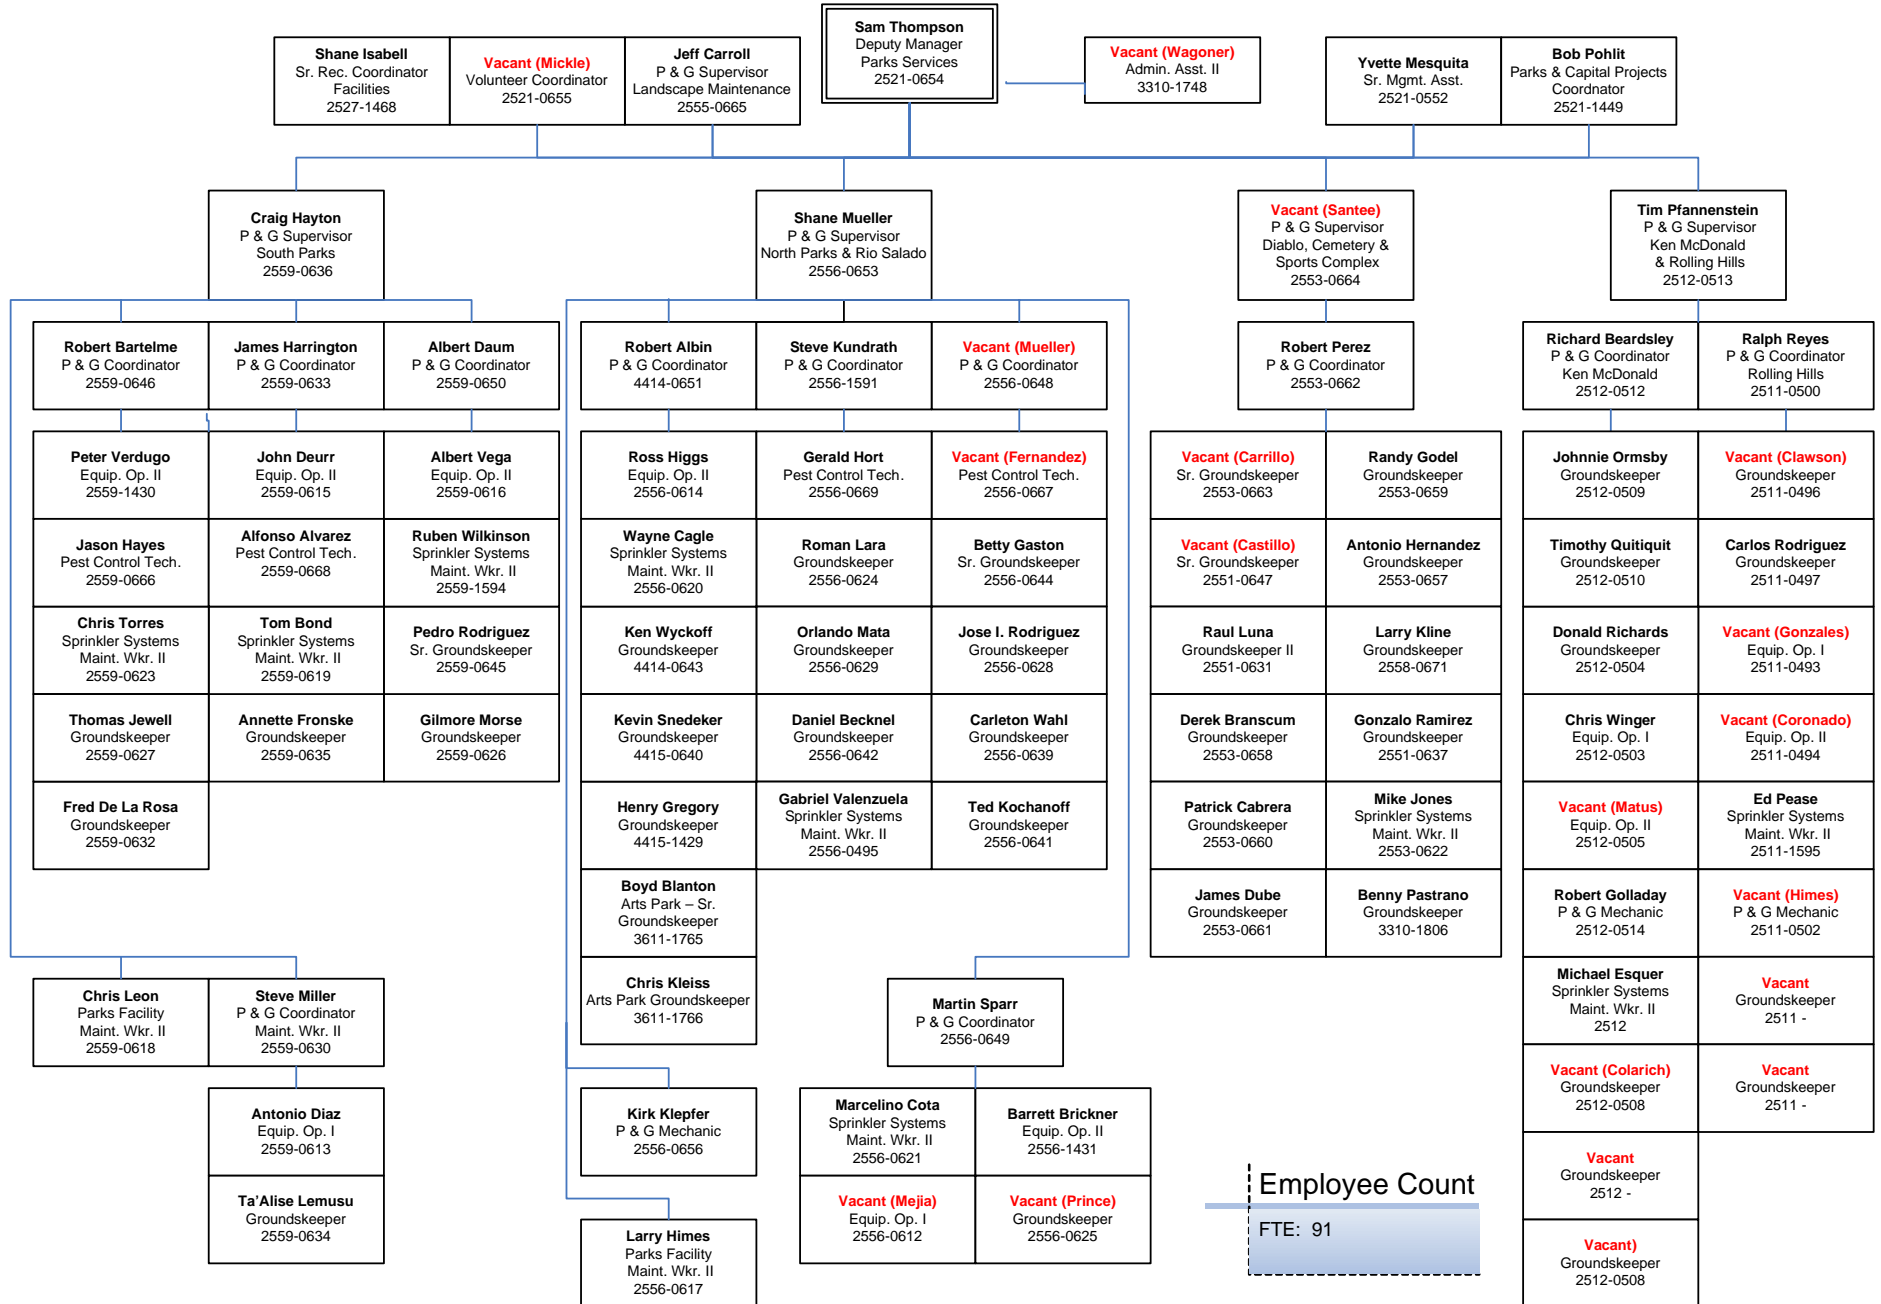 Shane Isabell
Sr. Rec. Coordinator
Facilities
2527-1468
Vacant (Mickle)
Volunteer Coordinator
2521-0655
Jeff Carroll
P & G Supervisor
Landscape Maintenance
2555-0665
Sam Thompson
Deputy Manager
Parks Services
2521-0654
Vacant (Wagoner)
Admin. Asst. II
3310-1748
Yvette Mesquita
Sr. Mgmt. Asst.
2521-0552
Bob Pohlit
Parks & Capital Projects
Coordnator
2521-1449
Craig Hayton
P & G Supervisor
South Parks
2559-0636
Shane Mueller
P & G Supervisor
North Parks & Rio Salado
2556-0653
Vacant (Santee)
P & G Supervisor
Diablo, Cemetery &
Sports Complex
2553-0664
Tim Pfannenstein
P & G Supervisor
Ken McDonald
& Rolling Hills
2512-0513
Robert Bartelme
P & G Coordinator
2559-0646
James Harrington
P & G Coordinator
2559-0633
Albert Daum
P & G Coordinator
2559-0650
Robert Albin
P & G Coordinator
4414-0651
Steve Kundrath
P & G Coordinator
2556-1591
Vacant (Mueller)
P & G Coordinator
2556-0648
Robert Perez
P & G Coordinator
2553-0662
Richard Beardsley
P & G Coordinator
Ken McDonald
2512-0512
Ralph Reyes
P & G Coordinator
Rolling Hills
2511-0500
Peter Verdugo
Equip. Op. II
2559-1430
John Deurr
Equip. Op. II
2559-0615
Albert Vega
Equip. Op. II
2559-0616
Ross Higgs
Equip. Op. II
2556-0614
Gerald Hort
Pest Control Tech.
2556-0669
Vacant (Fernandez)
Pest Control Tech.
2556-0667
Vacant (Carrillo)
Sr. Groundskeeper
2553-0663
Randy Godel
Groundskeeper
2553-0659
Johnnie Ormsby
Groundskeeper
2512-0509
Vacant (Clawson)
Groundskeeper
2511-0496
Jason Hayes
Pest Control Tech.
2559-0666
Alfonso Alvarez
Pest Control Tech.
2559-0668
Ruben Wilkinson
Sprinkler Systems
Maint. Wkr. II
2559-1594
Wayne Cagle
Sprinkler Systems
Maint. Wkr. II
2556-0620
Roman Lara
Groundskeeper
2556-0624
Betty Gaston
Sr. Groundskeeper
2556-0644
Vacant (Castillo)
Sr. Groundskeeper
2551-0647
Antonio Hernandez
Groundskeeper
2553-0657
Timothy Quitiquit
Groundskeeper
2512-0510
Carlos Rodriguez
Groundskeeper
2511-0497
Chris Torres
Sprinkler Systems
Maint. Wkr. II
2559-0623
Tom Bond
Sprinkler Systems
Maint. Wkr. II
2559-0619
Pedro Rodriguez
Sr. Groundskeeper
2559-0645
Ken Wyckoff
Groundskeeper
4414-0643
Orlando Mata
Groundskeeper
2556-0629
Jose I. Rodriguez
Groundskeeper
2556-0628
Raul Luna
Groundskeeper II
2551-0631
Larry Kline
Groundskeeper
2558-0671
Donald Richards
Groundskeeper
2512-0504
Vacant (Gonzales)
Equip. Op. I
2511-0493
Thomas Jewell
Groundskeeper
2559-0627
Annette Fronske
Groundskeeper
2559-0635
Gilmore Morse
Groundskeeper
2559-0626
Kevin Snedeker
Groundskeeper
4415-0640
Daniel Becknel
Groundskeeper
2556-0642
Carleton Wahl
Groundskeeper
2556-0639
Derek Branscum
Groundskeeper
2553-0658
Gonzalo Ramirez
Groundskeeper
2551-0637
Chris Winger
Equip. Op. I
2512-0503
Vacant (Coronado)
Equip. Op. II
2511-0494
Fred De La Rosa
Groundskeeper
2559-0632
Henry Gregory
Groundskeeper
4415-1429
Gabriel Valenzuela
Sprinkler Systems
Maint. Wkr. II
2556-0495
Ted Kochanoff
Groundskeeper
2556-0641
Patrick Cabrera
Groundskeeper
2553-0660
Mike Jones
Sprinkler Systems
Maint. Wkr. II
2553-0622
Vacant (Matus)
Equip. Op. II
2512-0505
Ed Pease
Sprinkler Systems
Maint. Wkr. II
2511-1595
Boyd Blanton
Arts Park – Sr.
Groundskeeper
3611-1765
James Dube
Groundskeeper
2553-0661
Benny Pastrano
Groundskeeper
3310-1806
Robert Golladay
P & G Mechanic
2512-0514
Vacant (Himes)
P & G Mechanic
2511-0502
Chris Leon
Parks Facility
Maint. Wkr. II
2559-0618
Steve Miller
P & G Coordinator
Maint. Wkr. II
2559-0630
Chris Kleiss
Arts Park Groundskeeper
3611-1766
Martin Sparr
P & G Coordinator
2556-0649
Michael Esquer
Sprinkler Systems
Maint. Wkr. II
2512
Vacant
Groundskeeper
2511 -
Antonio Diaz
Equip. Op. I
2559-0613
Kirk Klepfer
P & G Mechanic
2556-0656
Marcelino Cota
Sprinkler Systems
Maint. Wkr. II
2556-0621
Barrett Brickner
Equip. Op. II
2556-1431
Vacant (Colarich)
Groundskeeper
2512-0508
Vacant
Groundskeeper
2511 -
Ta'Alise Lemusu
Groundskeeper
2559-0634
Larry Himes
Parks Facility
Maint. Wkr. II
2556-0617
Vacant (Mejia)
Equip. Op. I
2556-0612
Vacant (Prince)
Groundskeeper
2556-0625
Employee Count
FTE: 91
Vacant
Groundskeeper
2512 -
Vacant)
Groundskeeper
2512-0508